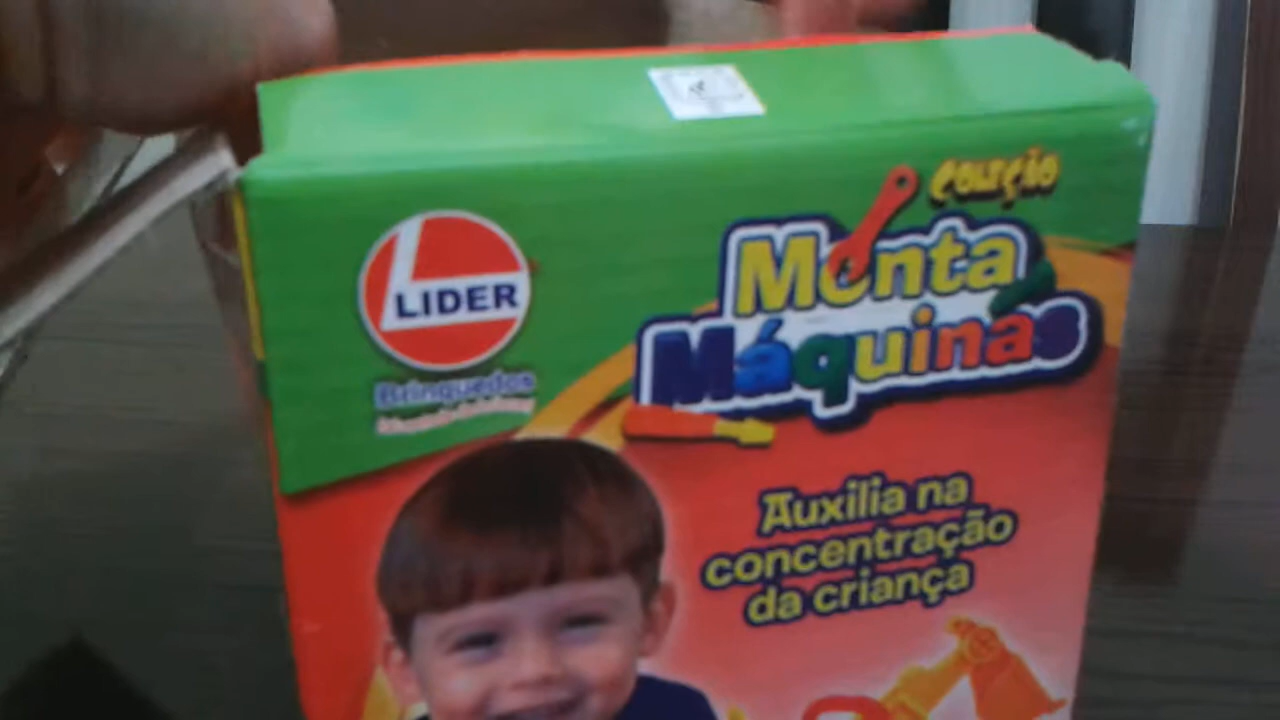 LIDER
Brinquedos
Coleção
Monta
Máquinas
Auxilia na
concentração
da criança